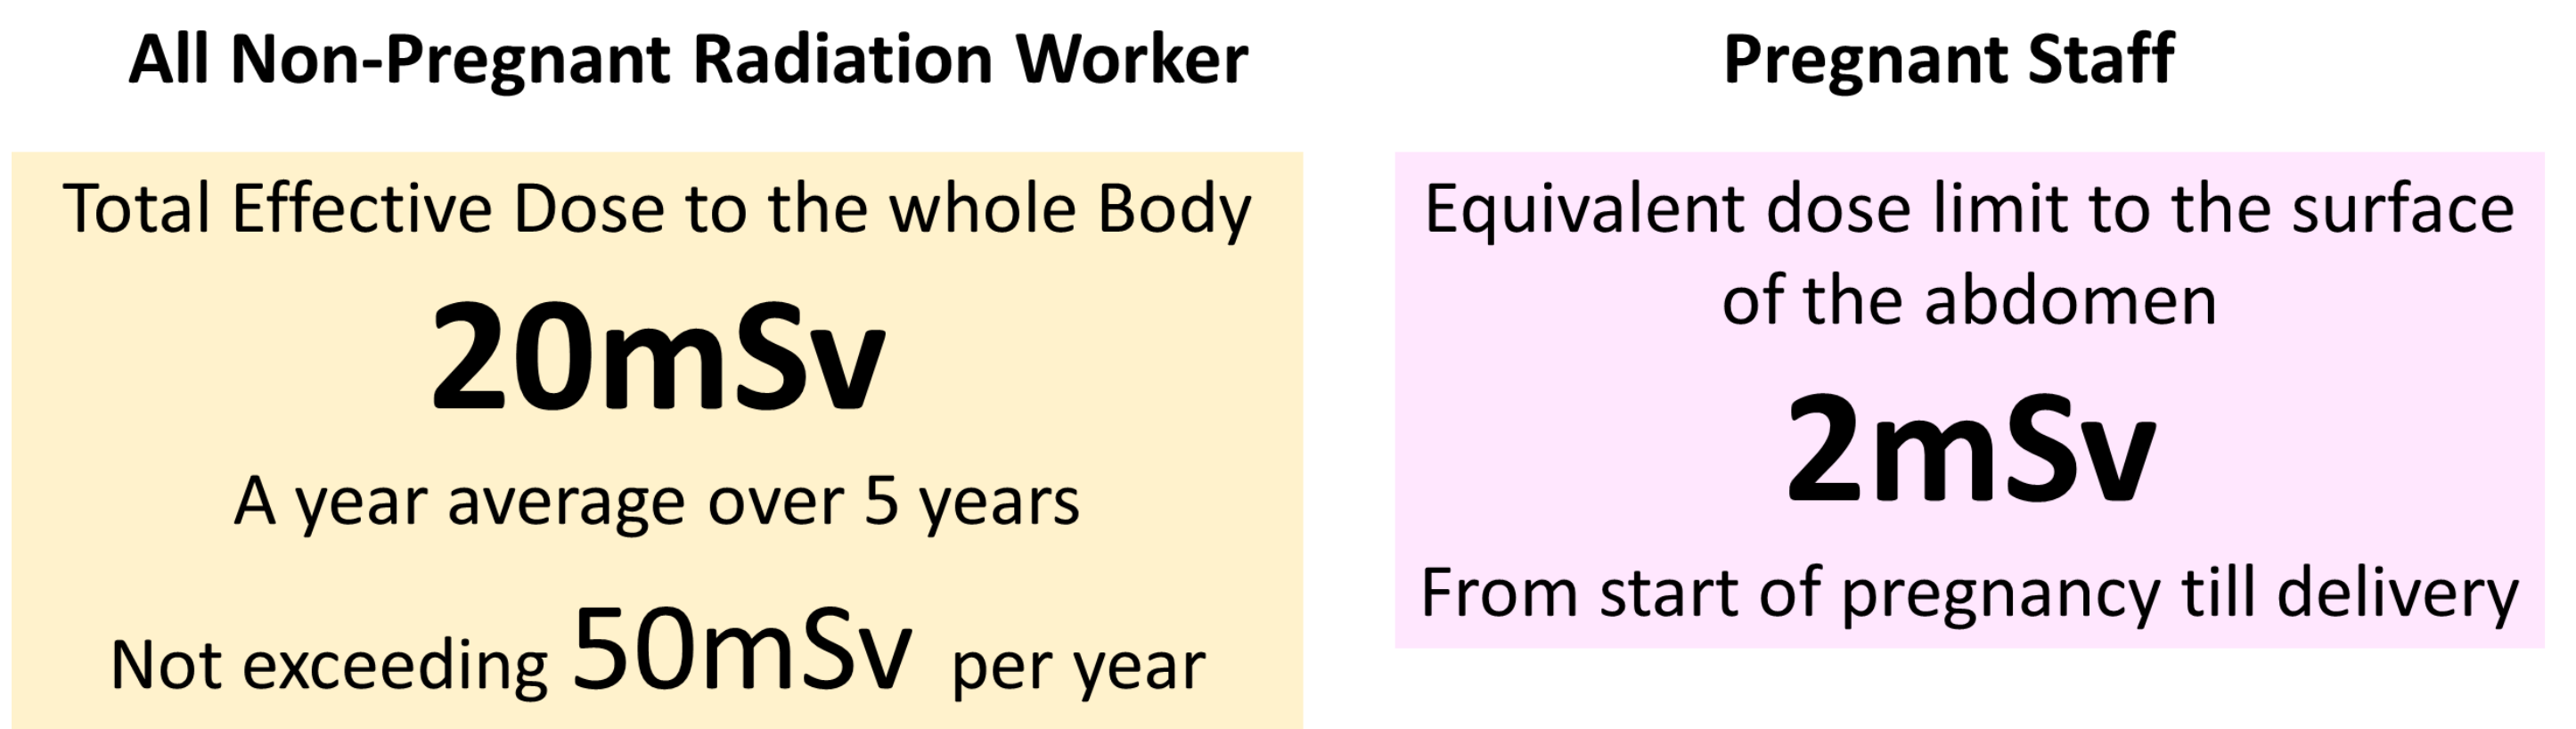 All Non-Pregnant Radiation Worker
Total Effective Dose to the whole Body
20mSv
A year average over 5 years
Not exceeding 50mSv per year
Pregnant Staff
Equivalent dose limit to the surface
of the abdomen
2mSv
From start of pregnancy till delivery